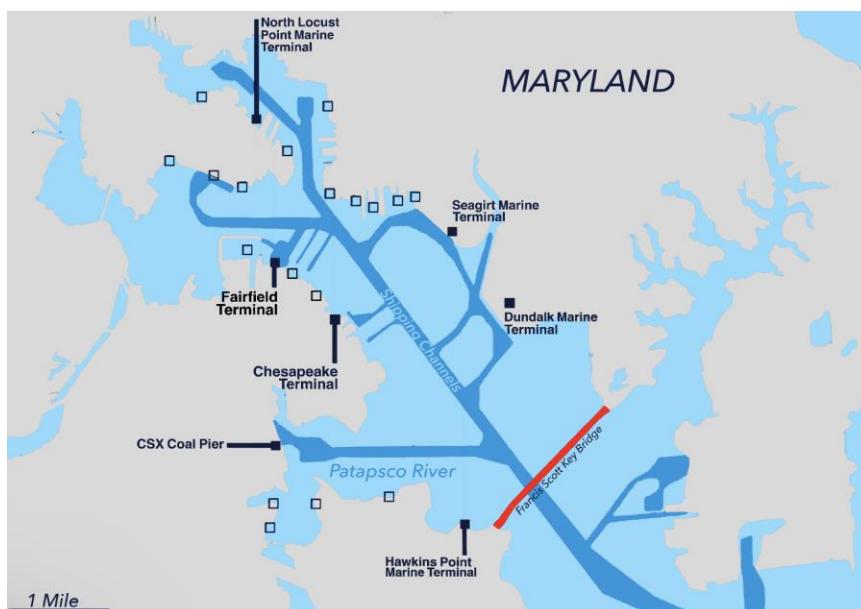 North Locust
Point Marine
Terminal
MARYLAND
Seagirt Marine
Terminal
Fairfield
Terminal
Shipping Channels
Dundalk Marine
Terminal
Chesapeake
Terminal
CSX Coal Pier
Patapsco River
Francis Scott Key Bridge
Hawkins Point
Marine Terminal
1 Mile